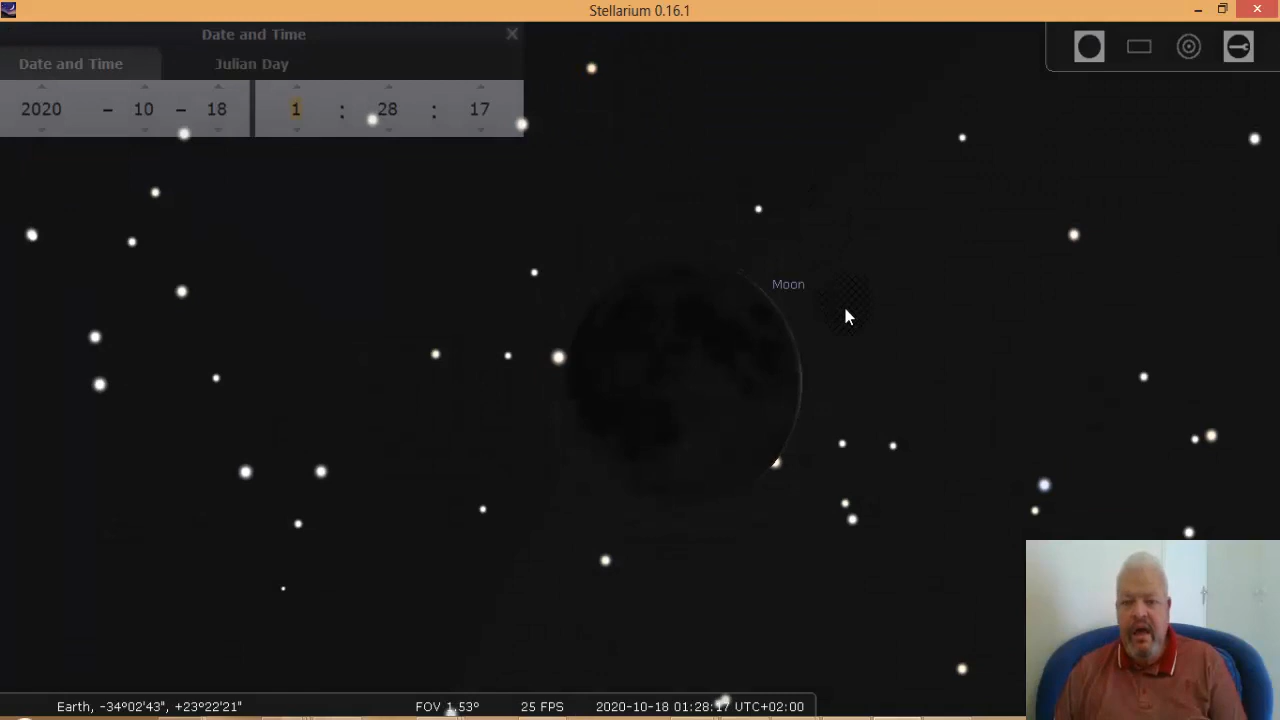 Stellarium 0.16.1
Date and Time
Date and Time Julian Day
2020 - 10 - 18 1 : 28 : 17
Moon
Earth, -34°02'43", +23°22'21" FOV 1.53° 25 FPS 2020-10-18 01:28:17 UTC+02:00